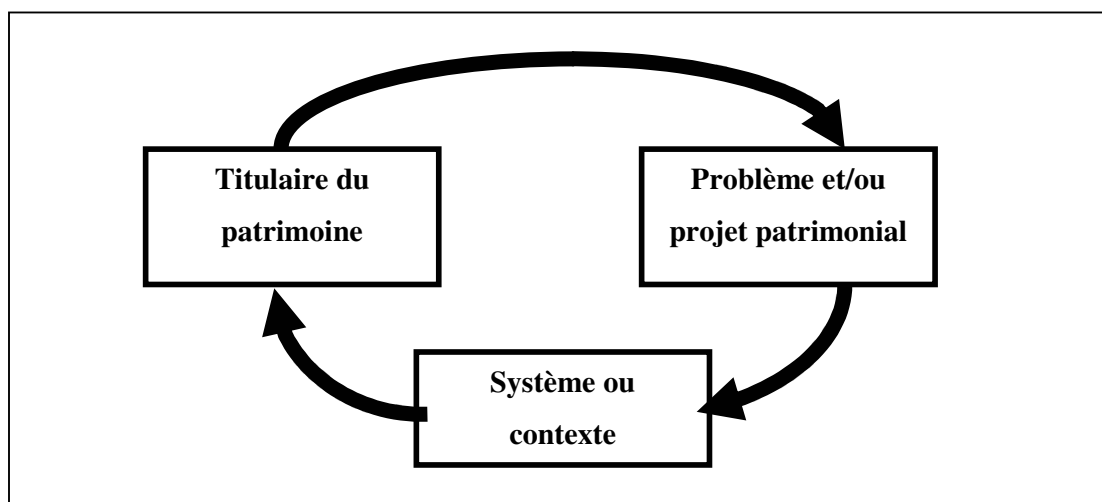 Titulaire du
patrimoine
Problème et/ou
projet patrimonial
Système ou
contexte